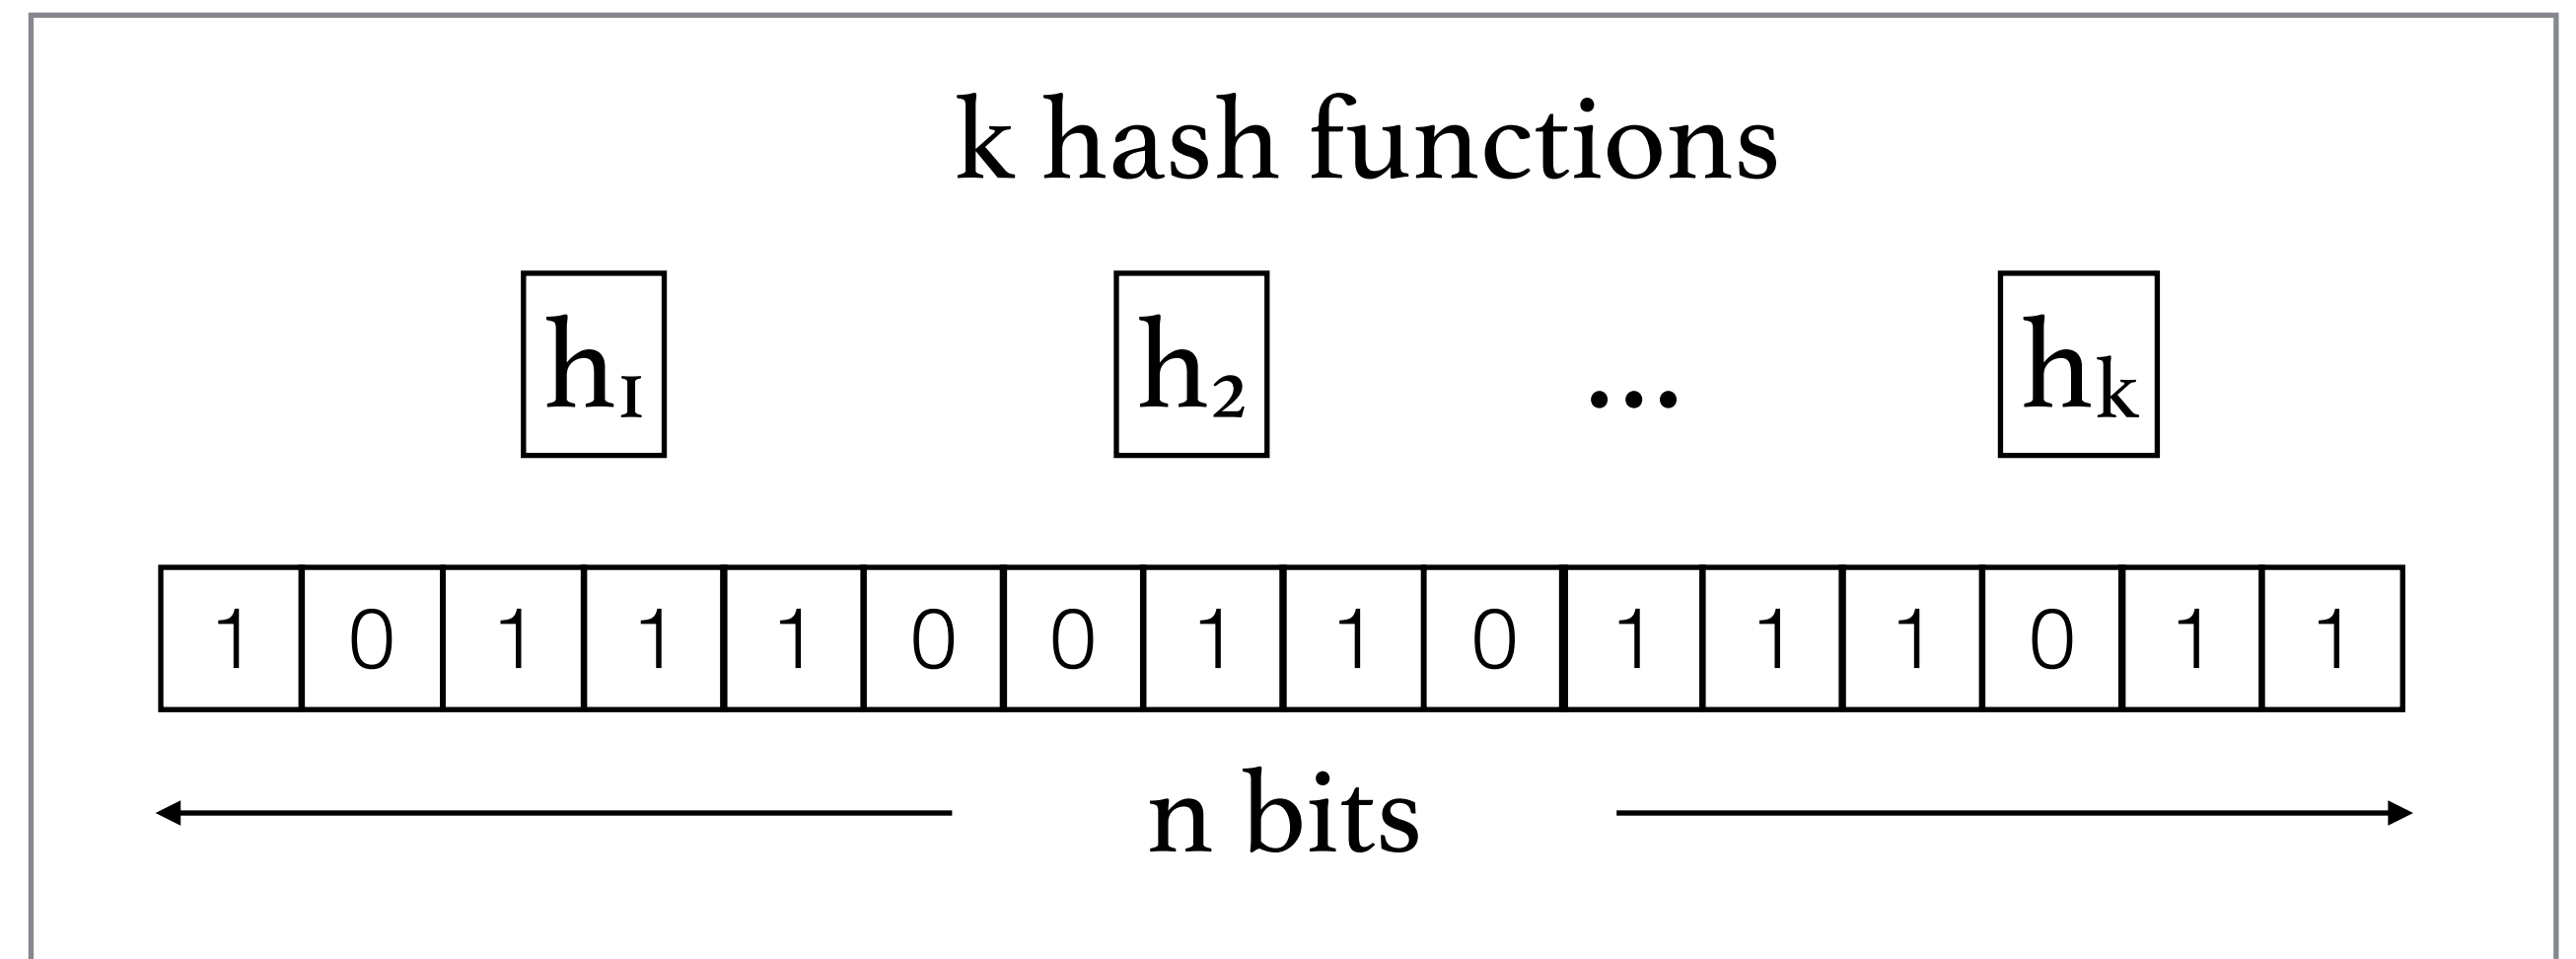 k hash functions
h₁ h₂ ... hₖ
1 0 1 1 1 0 0 1 1 0 1 1 1 0 1 1
n bits